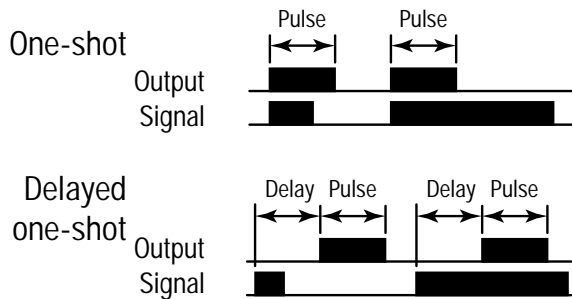 One-shot
Pulse Pulse
Output
Signal
Delayed
one-shot
Delay Pulse Delay Pulse
Output
Signal